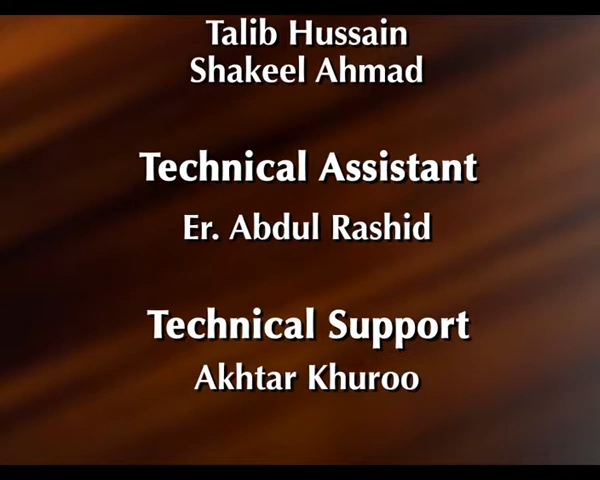 Talib Hussain
Shakeel Ahmad
Technical Assistant
Er. Abdul Rashid
Technical Support
Akhtar Khuroo